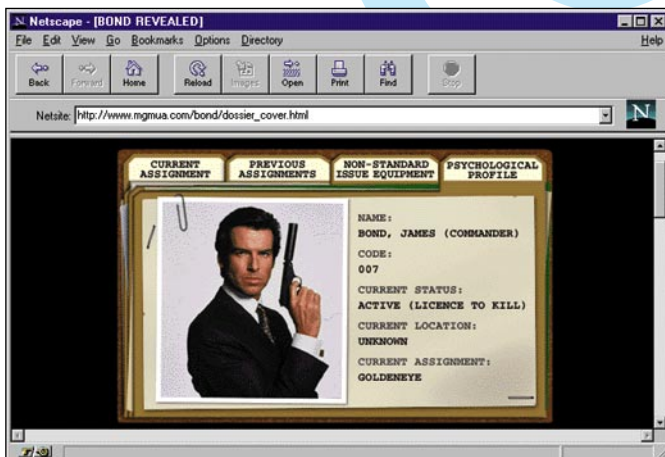 Netscape - [BOND REVEALED]
File Edit View Go Bookmarks Options Directory Help
Back Forward Home Reload Images Open Print Find Stop
Netsite: http://www.mgmua.com/bond/dossier_cover.html
N
CURRENT ASSIGNMENT
PREVIOUS ASSIGNMENTS
NON-STANDARD ISSUE EQUIPMENT
PSYCHOLOGICAL PROFILE
NAME:
BOND, JAMES (COMMANDER)
CODE:
007
CURRENT STATUS:
ACTIVE (LICENCE TO KILL)
CURRENT LOCATION:
UNKNOWN
CURRENT ASSIGNMENT:
GOLDENEYE